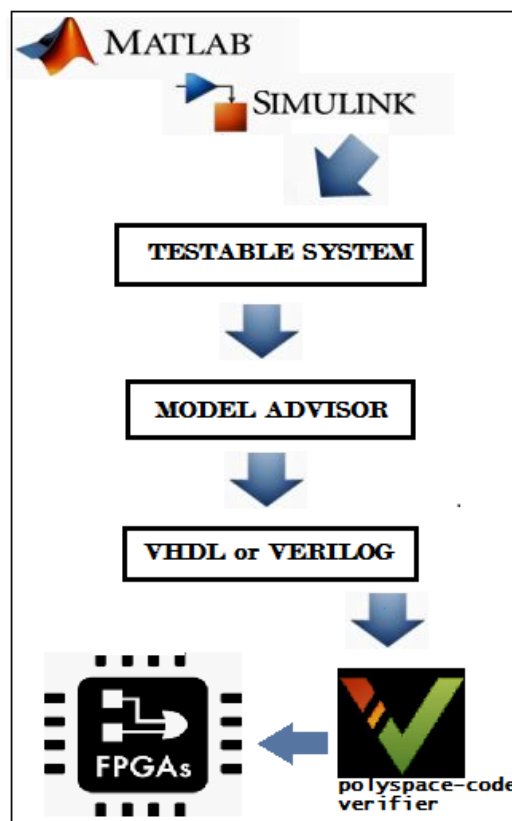 MATLAB
SIMULINK
TESTABLE SYSTEM
MODEL ADVISOR
VHDL or VERILOG
FPGAs
polyspace-code
verifier